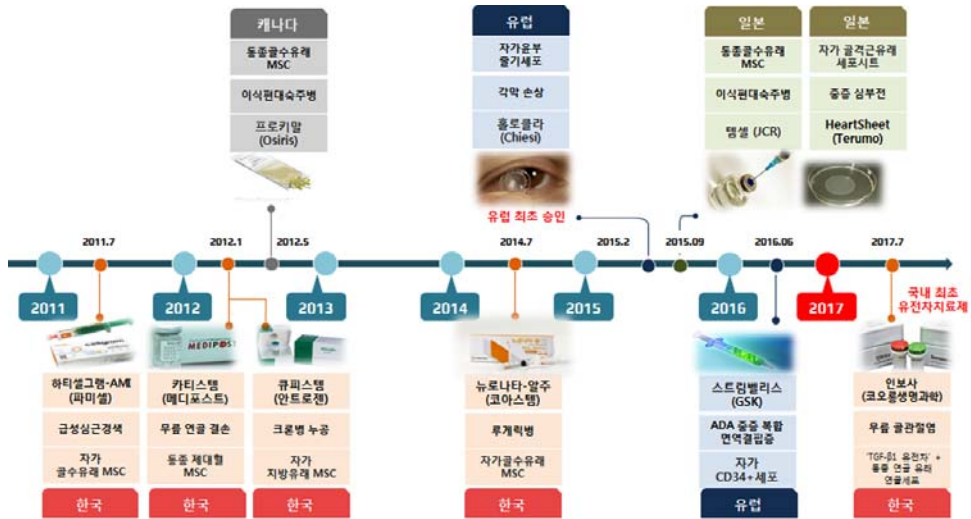 캐나다
동종골수유래
MSC
이식편대숙주병
프로키말
(Osiris)
유럽
자가윤부
줄기세포
각막 손상
홀로클라
(Chiesi)
유럽 최초 승인
일본
동종골수유래
MSC
이식편대숙주병
템셀 (JCR)
일본
자가 골격근유래
세포시트
중증 심부전
HeartSheet
(Terumo)
2011.7
2012.1
2012.5
2014.7
2015.2
2015.09
2016.06
2017.7
2011
2012
2013
2014
2015
2016
2017
국내 최초
유전자치료제
MEDIPOST
하티셀그램-AMI
(파미셀)
급성심근경색
자가
골수유래 MSC
한국
카티스템
(메디포스트)
무릎 연골 결손
동종 제대혈
MSC
한국
큐피스템
(안트로젠)
크론병 누공
자가
지방유래 MSC
한국
뉴로나타-알주
(코아스템)
루게릭병
자가골수유래
MSC
한국
스트림벨리스
(GSK)
ADA 중증 복합
면역결핍증
자가
CD34+세포
유럽
인보사
(코오롱생명과학)
무릎 골관절염
'TGF-β1 유전자' +
동종 연골 유래
연골세포
한국